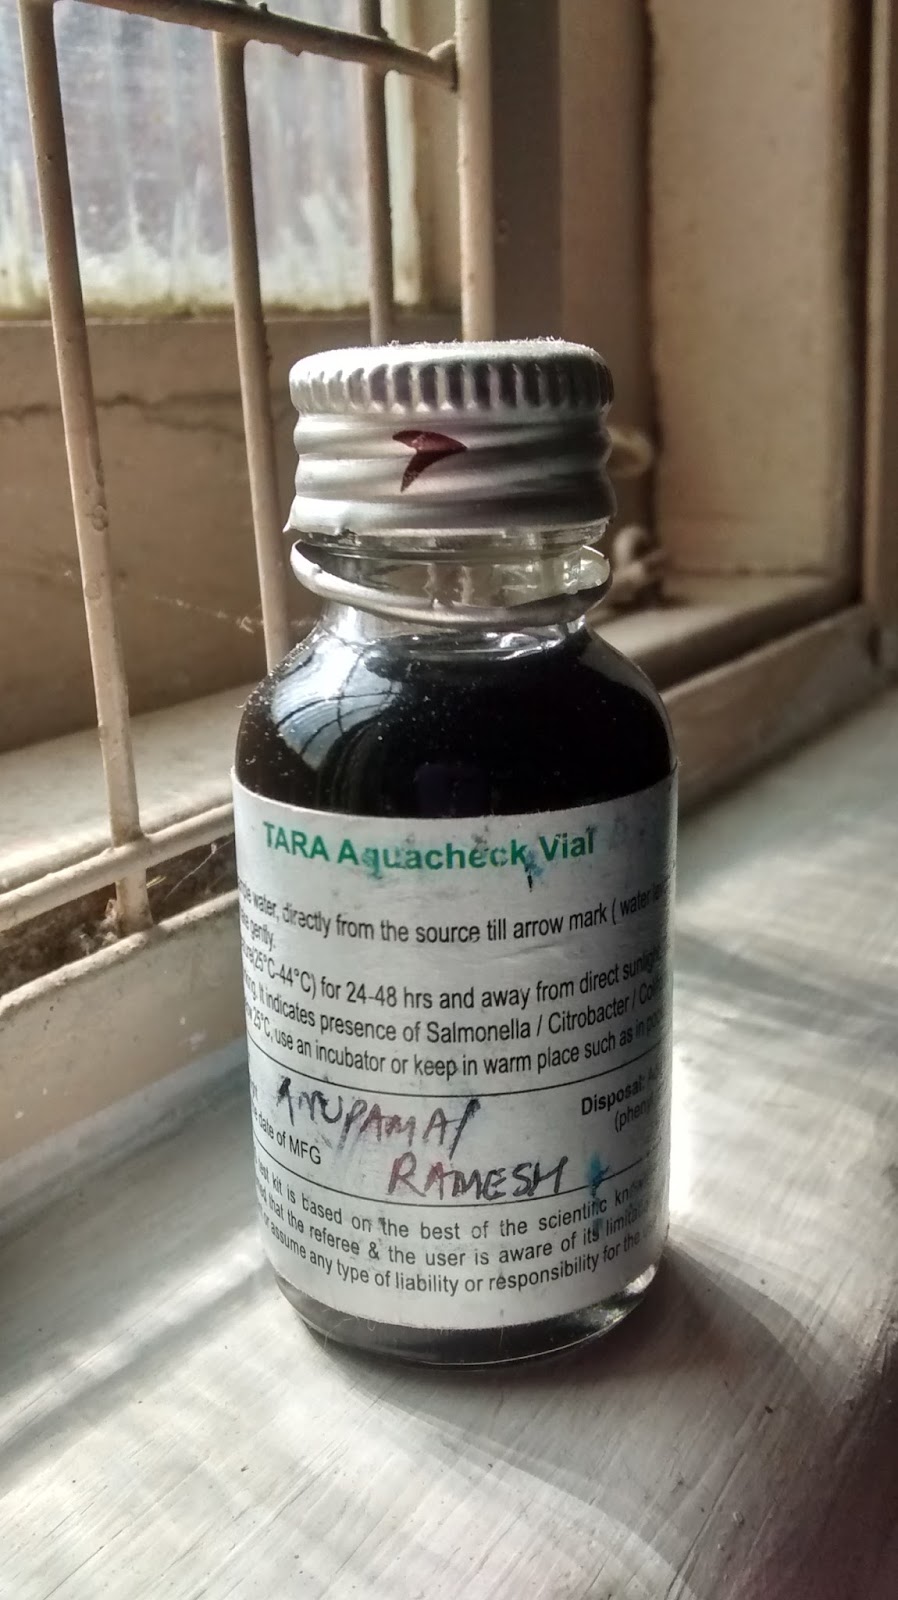 TARA Aquacheck Vial
water, directly from the source till arrow mark ( water
gently.
(25°C-44°C) for 24-48 hrs and away from direct sunlight
It indicates presence of Salmonella / Citrobacter /
25°C, use an incubator or keep in warm place such as in
ANUPAMA/
Disposal:
date of MFG
RAMESH
test kit is based on the best of the scientific
that the referee & the user is aware of its
or assume any type of liability or responsibility for the